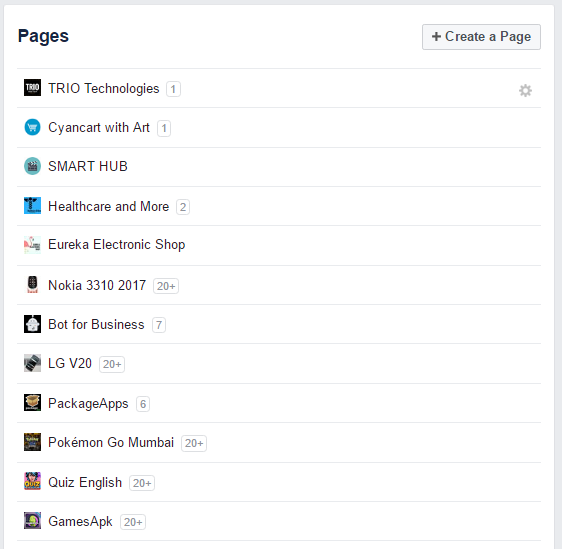 Pages
+ Create a Page
TRIO Technologies 1
Cyancart with Art 1
SMART HUB
Healthcare and More 2
Eureka Electronic Shop
Nokia 3310 2017 20+
Bot for Business 7
LG V20 20+
PackageApps 6
Pokémon Go Mumbai 20+
Quiz English 20+
GamesApk 20+